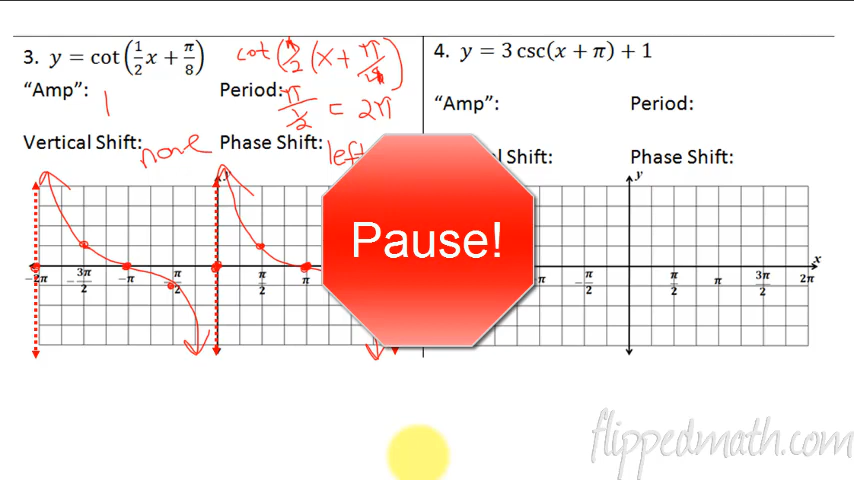 3. y = cot(1/2 x + π/8)
cot(1/2 (x + π/
"Amp": 1
Period:
π / 1/2 = 2π
Vertical Shift: none
Phase Shift: left
y
-2π -3π/2 -π -π/2 π/2 π
4. y = 3 csc(x + π) + 1
"Amp": Period:
l Shift: Phase Shift:
y
x
π -π/2 π/2 π 3π/2 2π
Pause!
flippedmath.com